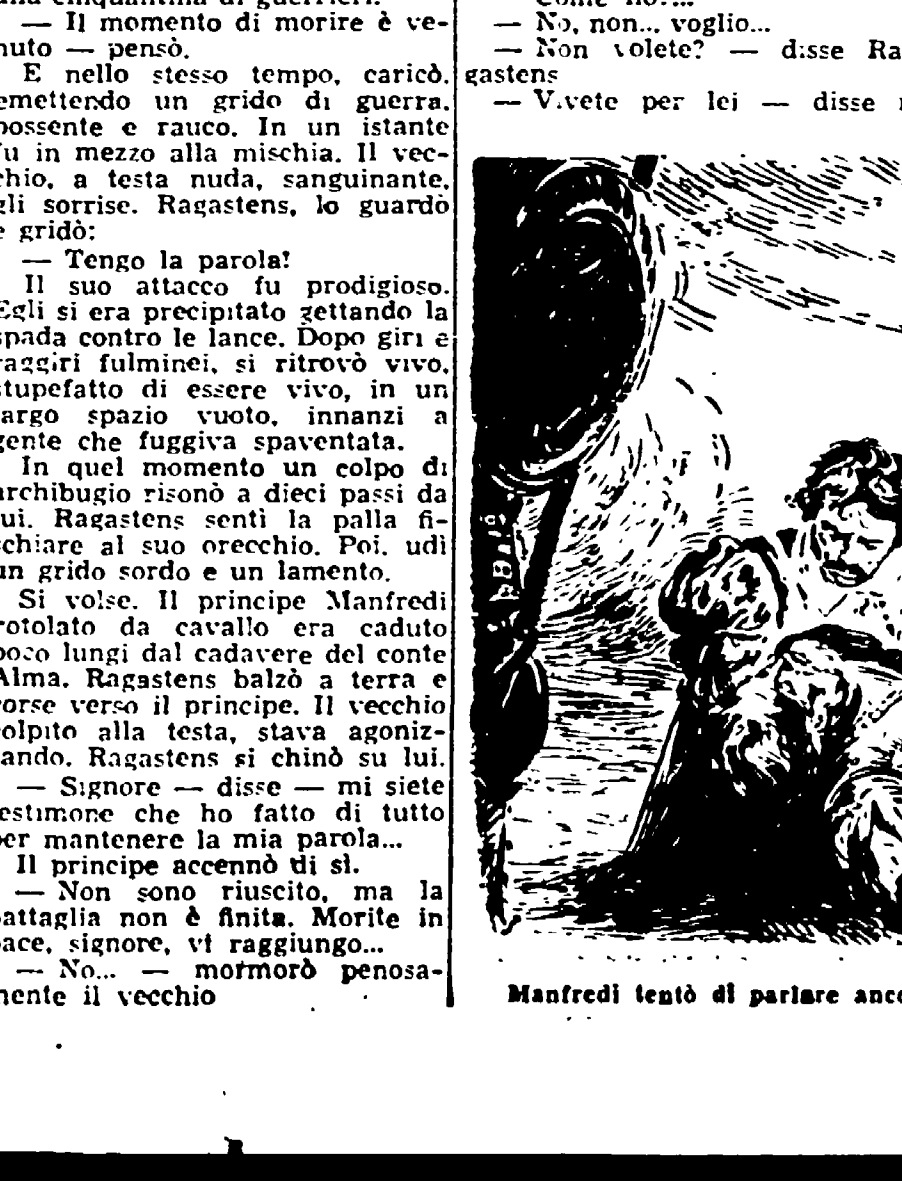 una cinquantina di guerrieri.
— Il momento di morire è ve-
nuto — pensò.
E nello stesso tempo, caricò,
emettendo un grido di guerra,
possente e rauco. In un istante
fu in mezzo alla mischia. Il vec-
chio, a testa nuda, sanguinante,
gli sorrise. Ragastens, lo guardò
e gridò:
— Tengo la parola!
Il suo attacco fu prodigioso.
Egli si era precipitato gettando la
spada contro le lance. Dopo giri e
raggiri fulminei, si ritrovò vivo,
stupefatto di essere vivo, in un
largo spazio vuoto, innanzi a
gente che fuggiva spaventata.
In quel momento un colpo di
archibugio risonò a dieci passi da
lui. Ragastens sentì la palla fi-
schiare al suo orecchio. Poi, udì
un grido sordo e un lamento.
Si volse. Il principe Manfredi
rotolato da cavallo era caduto
poco lungi dal cadavere del conte
Alma. Ragastens balzò a terra e
corse verso il principe. Il vecchio
colpito alla testa, stava agoniz-
zando. Ragastens si chinò su lui.
— Signore — disse — mi siete
testimone che ho fatto di tutto
per mantenere la mia parola...
Il principe accennò di sì.
— Non sono riuscito, ma la
battaglia non è finita. Morite in
pace, signore, vi raggiungo...
— No... — mormorò penosa-
mente il vecchio
— Come no?...
— No, non... voglio...
— Non volete? — disse Ra
gastens
— Vivete per lei — disse
Manfredi tentò di parlare anco